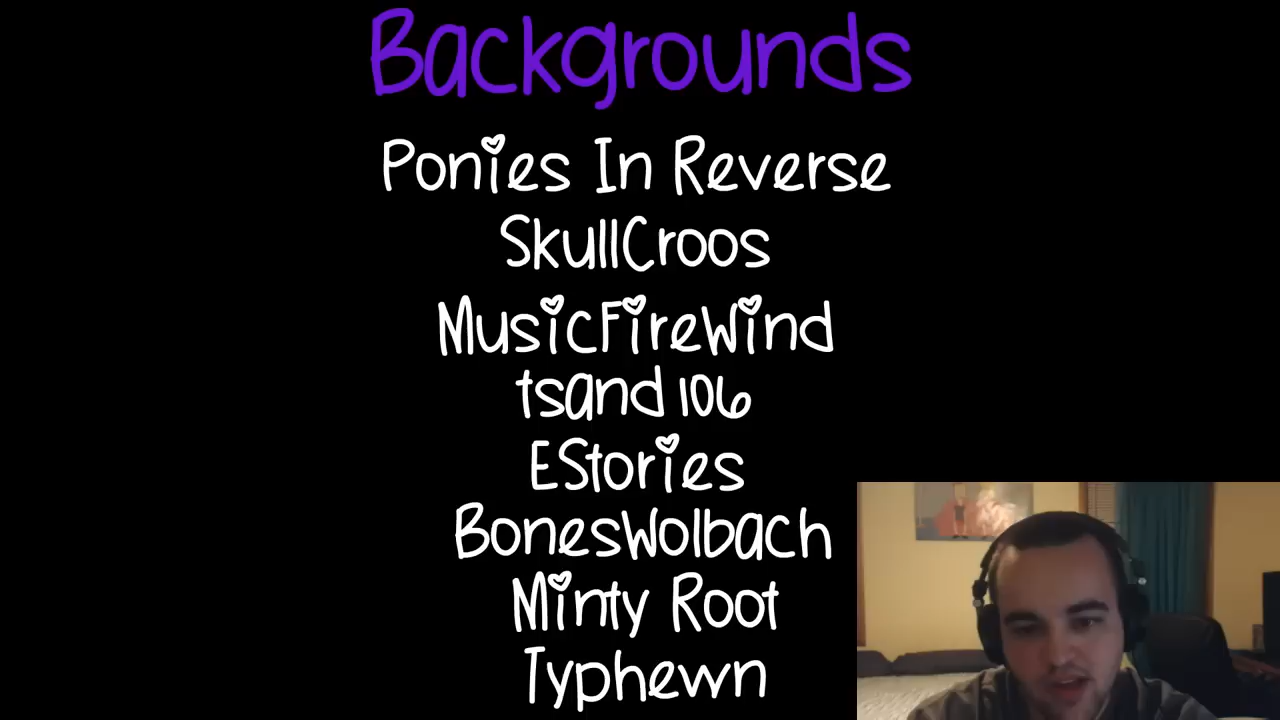 Backgrounds
Ponies In Reverse
SkullCroos
MusicFireWind
tsand106
EStories
BonesWolbach
Minty Root
Typhewn